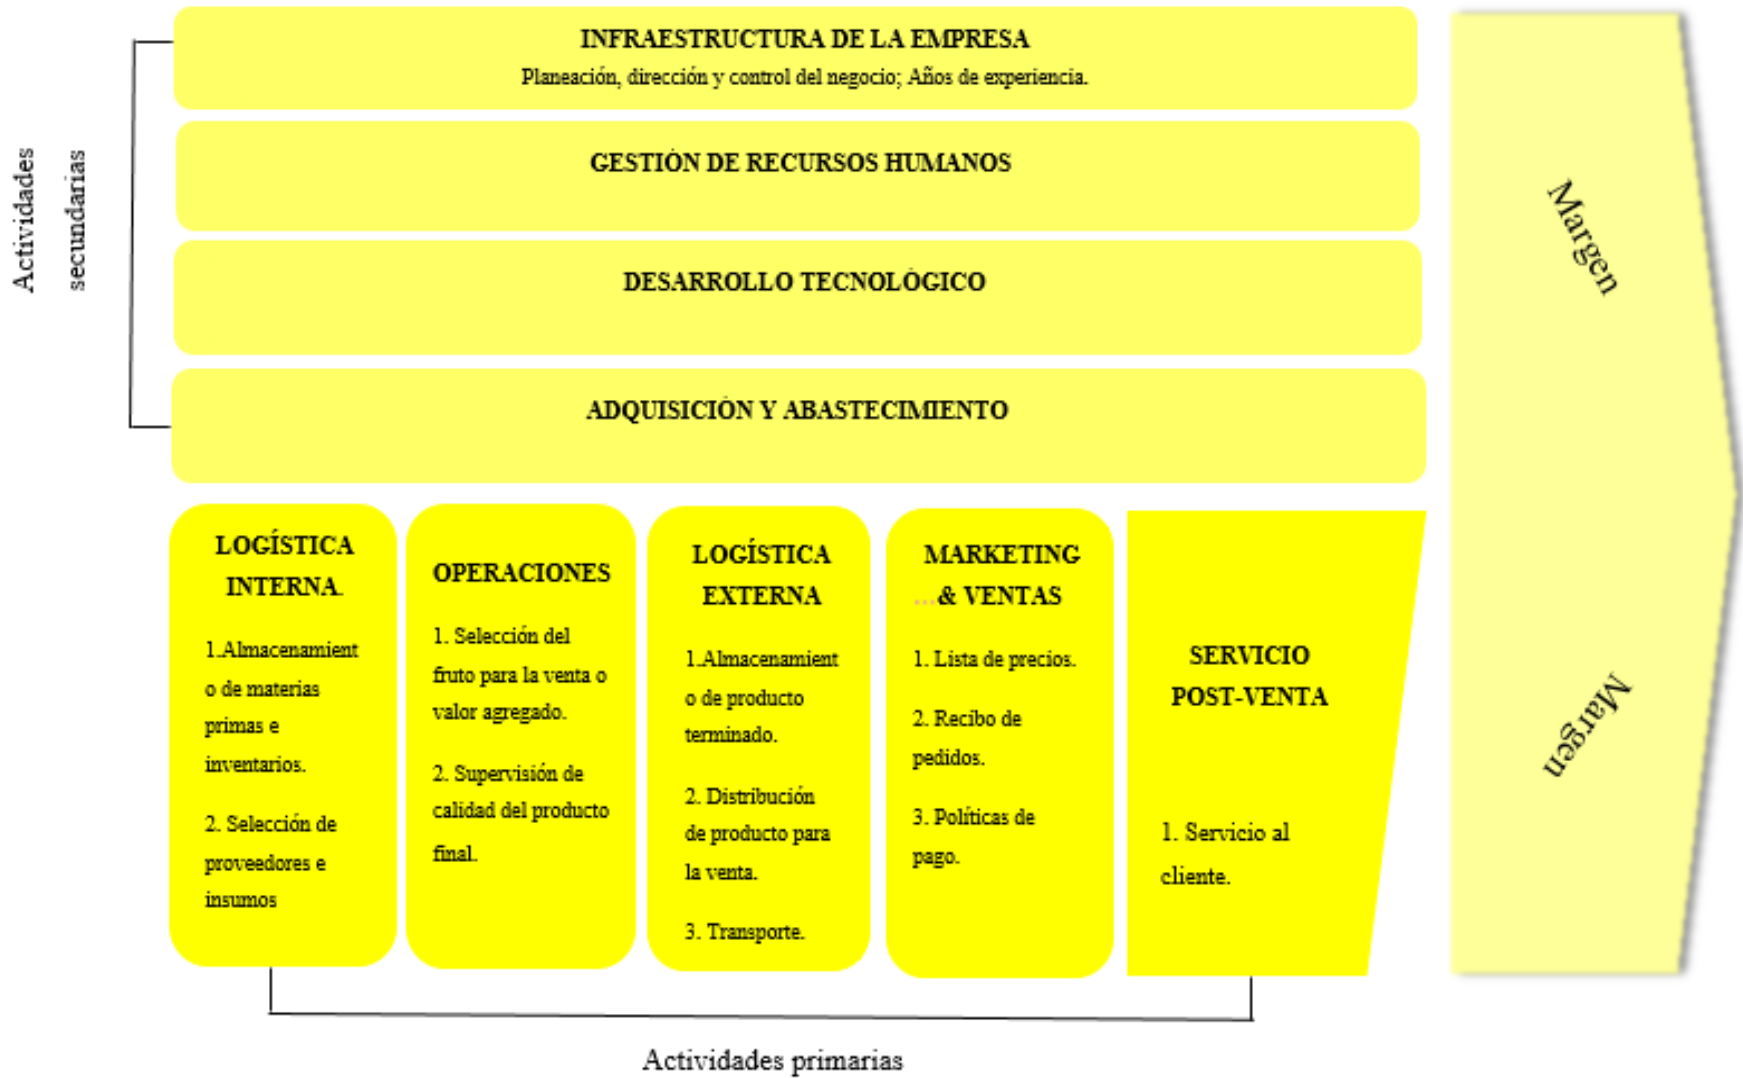 Actividades
secundarias
INFRAESTRUCTURA DE LA EMPRESA
Planeación, dirección y control del negocio; Años de experiencia.
GESTIÓN DE RECURSOS HUMANOS
DESARROLLO TECNOLÓGICO
ADQUISICIÓN Y ABASTECIMIENTO
LOGÍSTICA
INTERNA.
1.Almacenamient
o de materias
primas e
inventarios.
2. Selección de
proveedores e
insumos
OPERACIONES
1. Selección del
fruto para la venta o
valor agregado.
2. Supervisión de
calidad del producto
final.
LOGÍSTICA
EXTERNA
1.Almacenamient
o de producto
terminado.
2. Distribución
de producto para
la venta.
3. Transporte.
MARKETING
...& VENTAS
1. Lista de precios.
2. Recibo de
pedidos.
3. Políticas de
pago.
SERVICIO
POST-VENTA
1. Servicio al
cliente.
Margen
Margen
Actividades primarias